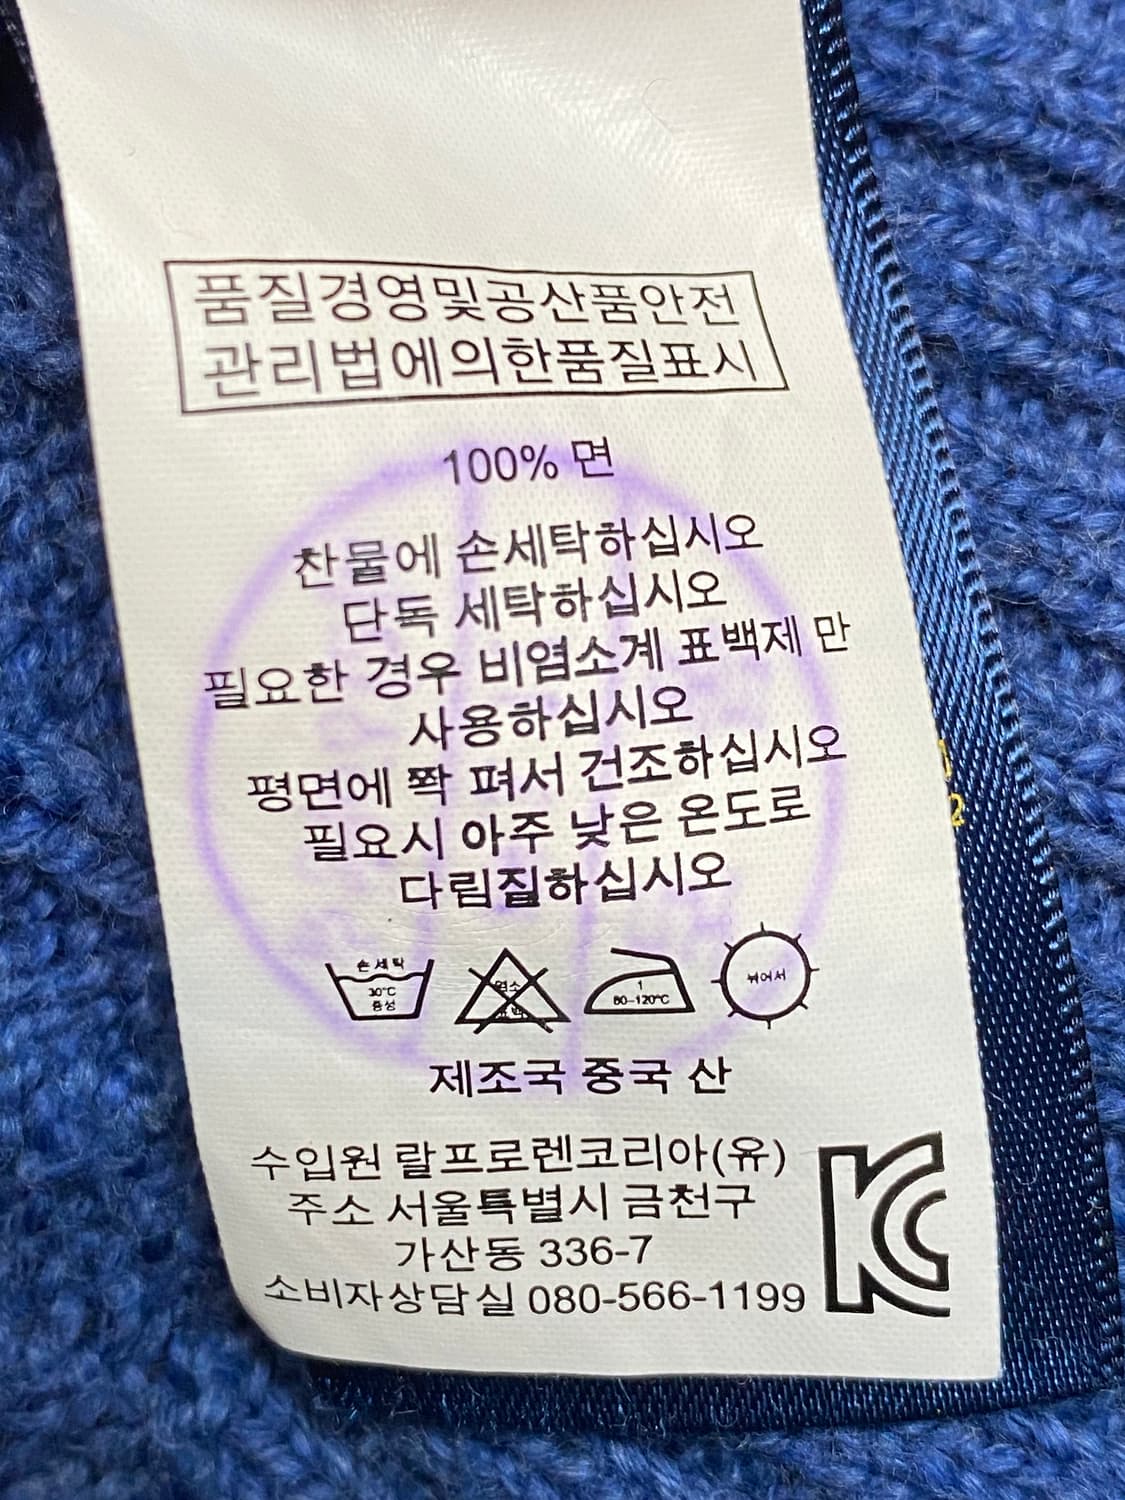 품질경영및공산품안전
관리법에의한품질표시
100% 면
찬물에 손세탁하십시오
단독 세탁하십시오
필요한 경우 비염소계 표백제 만
사용하십시오
평면에 쫙 펴서 건조하십시오
필요시 아주 낮은 온도로
다림질하십시오
손세탁
30°C
중성
염소
표백
1
80-120°C
뉘어서
제조국 중국 산
수입원 랄프로렌코리아(유)
주소 서울특별시 금천구
가산동 336-7
소비자상담실 080-566-1199
KC